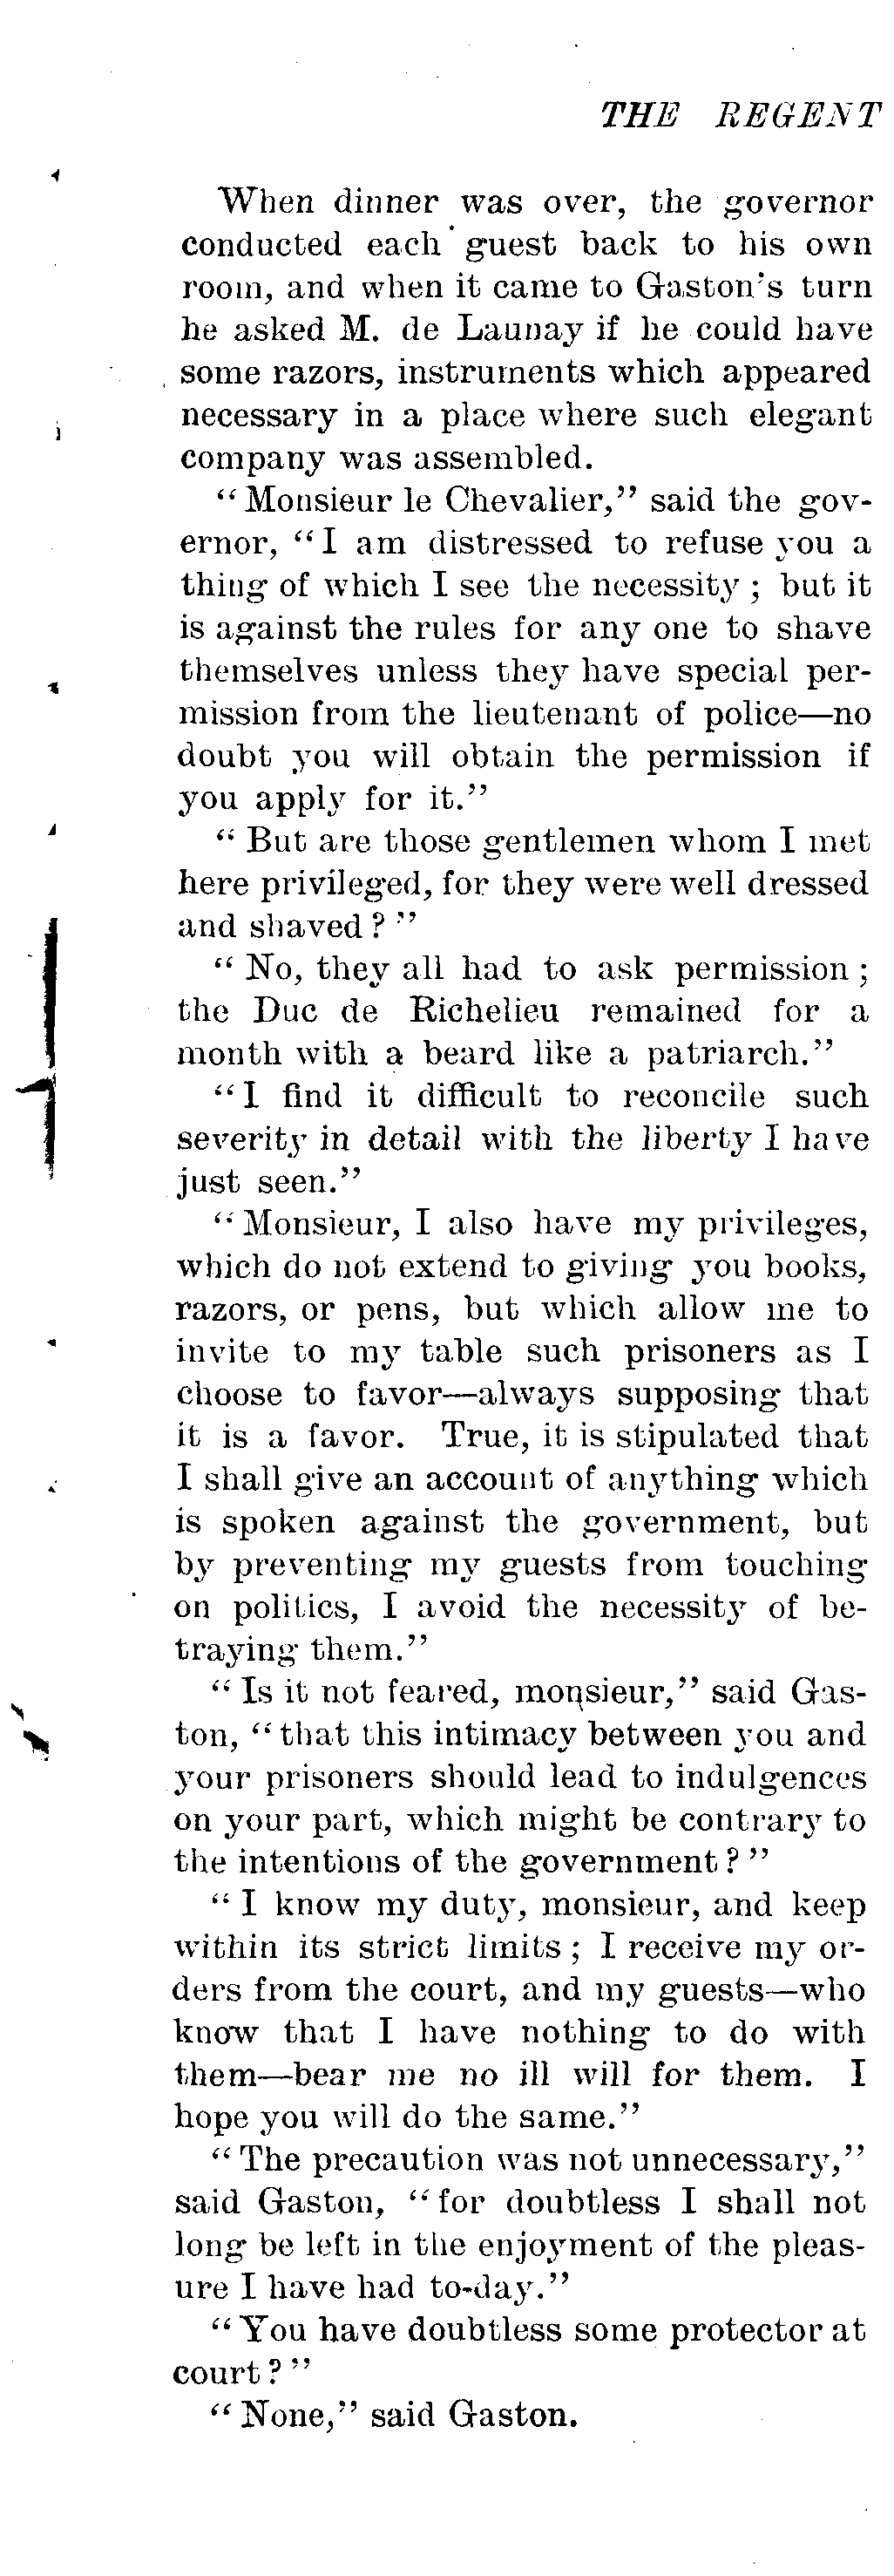 THE REGENT
When dinner was over, the governor
conducted each guest back to his own
room, and when it came to Gaston's turn
he asked M. de Launay if he could have
some razors, instruments which appeared
necessary in a place where such elegant
company was assembled.
“Monsieur le Chevalier,” said the gov-
ernor, “I am distressed to refuse you a
thing of which I see the necessity; but it
is against the rules for any one to shave
themselves unless they have special per-
mission from the lieutenant of police—no
doubt you will obtain the permission if
you apply for it.”
“But are those gentlemen whom I met
here privileged, for they were well dressed
and shaved?”
“No, they all had to ask permission;
the Duc de Richelieu remained for a
month with a beard like a patriarch.”
“I find it difficult to reconcile such
severity in detail with the liberty I have
just seen.”
“Monsieur, I also have my privileges,
which do not extend to giving you books,
razors, or pens, but which allow me to
invite to my table such prisoners as I
choose to favor—always supposing that
it is a favor. True, it is stipulated that
I shall give an account of anything which
is spoken against the government, but
by preventing my guests from touching
on politics, I avoid the necessity of be-
traying them.”
“Is it not feared, monsieur,” said Gas-
ton, “that this intimacy between you and
your prisoners should lead to indulgences
on your part, which might be contrary to
the intentions of the government?”
“I know my duty, monsieur, and keep
within its strict limits; I receive my or-
ders from the court, and my guests—who
know that I have nothing to do with
them—bear me no ill will for them. I
hope you will do the same.”
“The precaution was not unnecessary,”
said Gaston, “for doubtless I shall not
long be left in the enjoyment of the pleas-
ure I have had to-day.”
“You have doubtless some protector at
court?”
“None,” said Gaston.